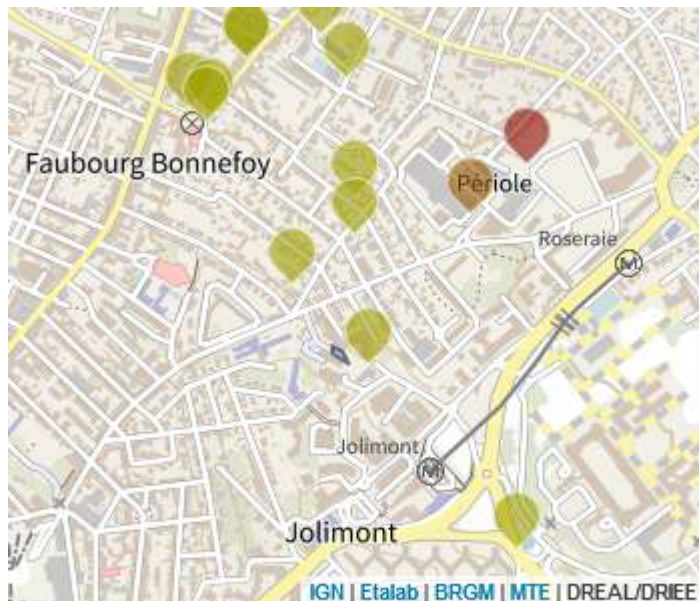 Faubourg Bonnefoy
Périole
Roseraie
Jolimont
Jolimont
IGN | Etalab | BRGM | MTE | DREAL/DRIEE